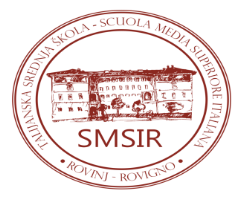 TALIJANSKA SREDNJA ŠKOLA - SCUOLA MEDIA SUPERIORE ITALIANA
SMSIR
• ROVINJ - ROVIGNO •